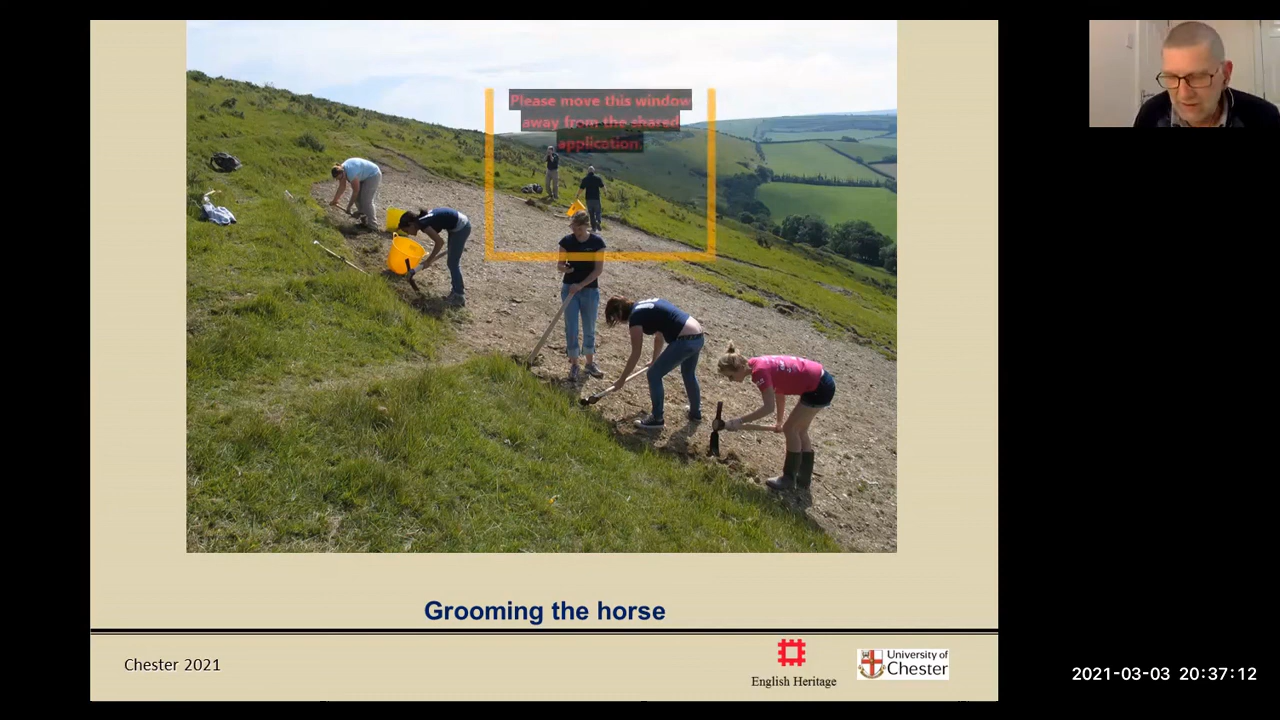 Please move this window
away from the shared
application.
Grooming the horse
Chester 2021
English Heritage
University of
Chester
2021-03-03 20:37:12